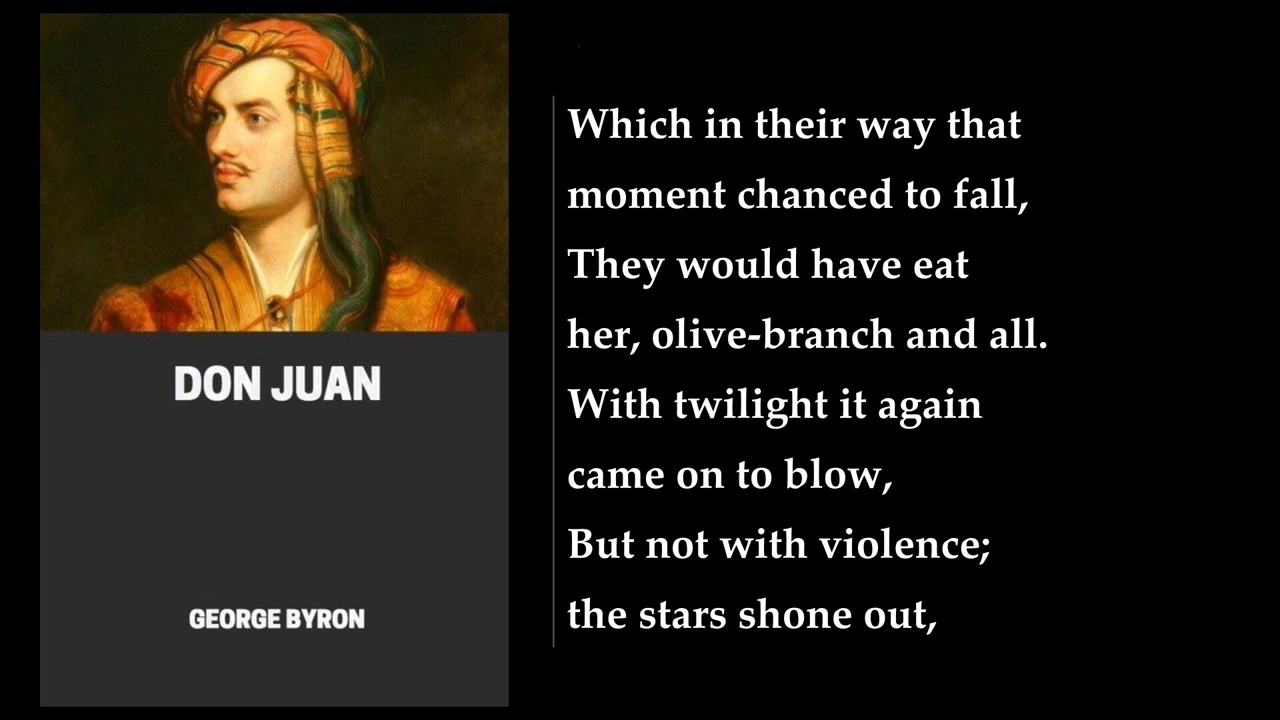 DON JUAN
GEORGE BYRON
Which in their way that
moment chanced to fall,
They would have eat
her, olive-branch and all.
With twilight it again
came on to blow,
But not with violence;
the stars shone out,